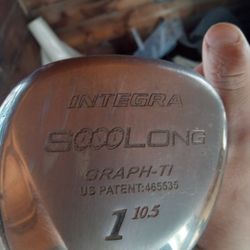 INTEGRA
SOOOLONG
GRAPH-TI
US PATENT:465535
1 10.5